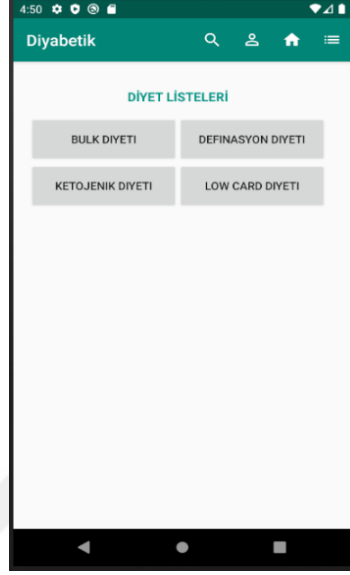 4:50
Diyabetik
DİYET LİSTELERİ
BULK DIYETI DEFINASYON DIYETI
KETOJENIK DIYETI LOW CARD DIYETI